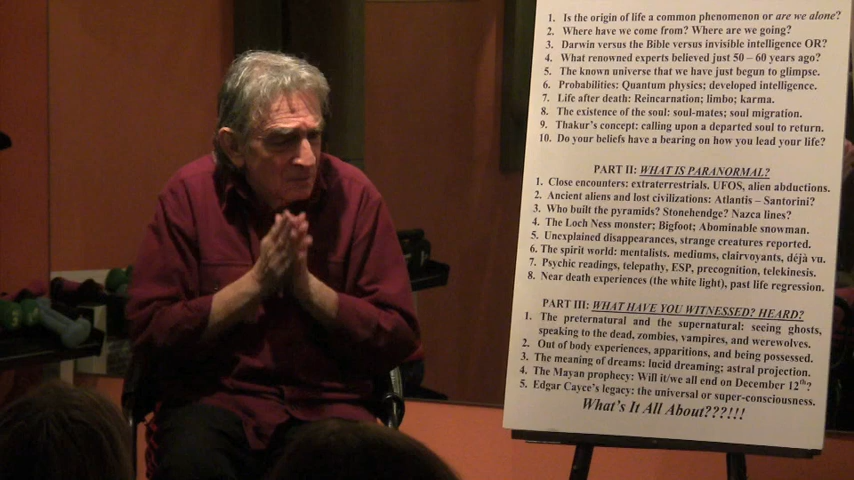 1. Is the origin of life a common phenomenon or are we alone?
2. Where have we come from? Where are we going?
3. Darwin versus the Bible versus invisible intelligence OR?
4. What renowned experts believed just 50 – 60 years ago?
5. The known universe that we have just begun to glimpse.
6. Probabilities: Quantum physics; developed intelligence.
7. Life after death: Reincarnation; limbo; karma.
8. The existence of the soul: soul-mates; soul migration.
9. Thakur's concept: calling upon a departed soul to return.
10. Do your beliefs have a bearing on how you lead your life?
PART II: WHAT IS PARANORMAL?
1. Close encounters: extraterrestrials. UFOS, alien abductions.
2. Ancient aliens and lost civilizations: Atlantis – Santorini?
3. Who built the pyramids? Stonehendge? Nazca lines?
4. The Loch Ness monster; Bigfoot; Abominable snowman.
5. Unexplained disappearances, strange creatures reported.
6. The spirit world: mentalists. mediums, clairvoyants, déjà vu.
7. Psychic readings, telepathy, ESP, precognition, telekinesis.
8. Near death experiences (the white light), past life regression.
PART III: WHAT HAVE YOU WITNESSED? HEARD?
1. The preternatural and the supernatural: seeing ghosts,
speaking to the dead, zombies, vampires, and werewolves.
2. Out of body experiences, apparitions, and being possessed.
3. The meaning of dreams: lucid dreaming; astral projection.
4. The Mayan prophecy: Will it/we all end on December 12th?
5. Edgar Cayce's legacy: the universal or super-consciousness.
What's It All About???!!!